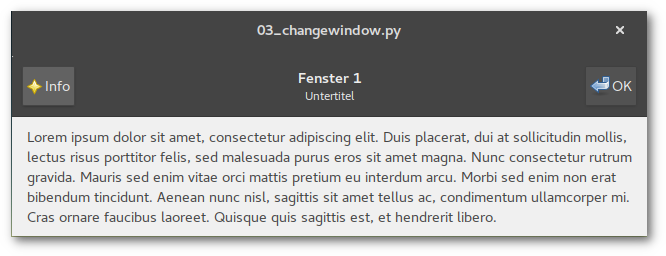 03_changewindow.py ×
Info Fenster 1 OK
Untertitel
Lorem ipsum dolor sit amet, consectetur adipiscing elit. Duis placerat, dui at sollicitudin mollis,
lectus risus porttitor felis, sed malesuada purus eros sit amet magna. Nunc consectetur rutrum
gravida. Mauris sed enim vitae orci mattis pretium eu interdum arcu. Morbi sed enim non erat
bibendum tincidunt. Aenean nunc nisl, sagittis sit amet tellus ac, condimentum ullamcorper mi.
Cras ornare faucibus laoreet. Quisque quis sagittis est, et hendrerit libero.